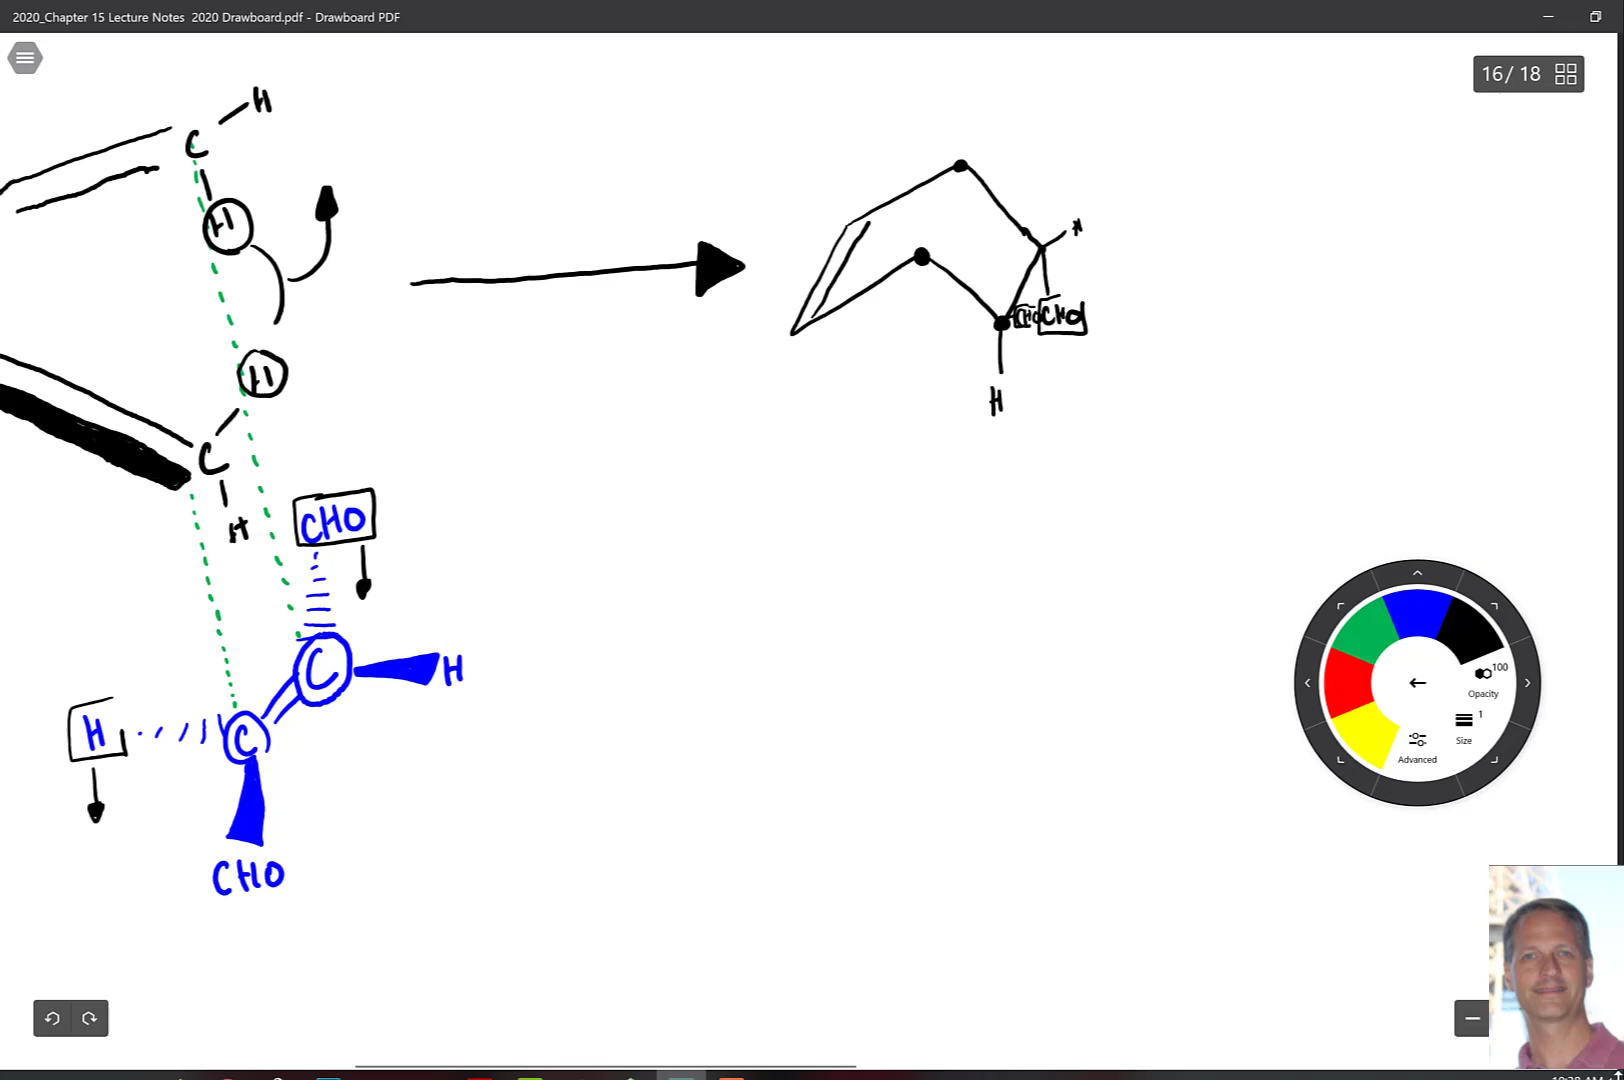 2020_Chapter 15 Lecture Notes 2020 Drawboard.pdf - Drawboard PDF
16 / 18
H
C
H
H
C
H
CHO
C
H
H
C
CHO
H
CHO
CHO
H
100
Opacity
1
Size
Advanced